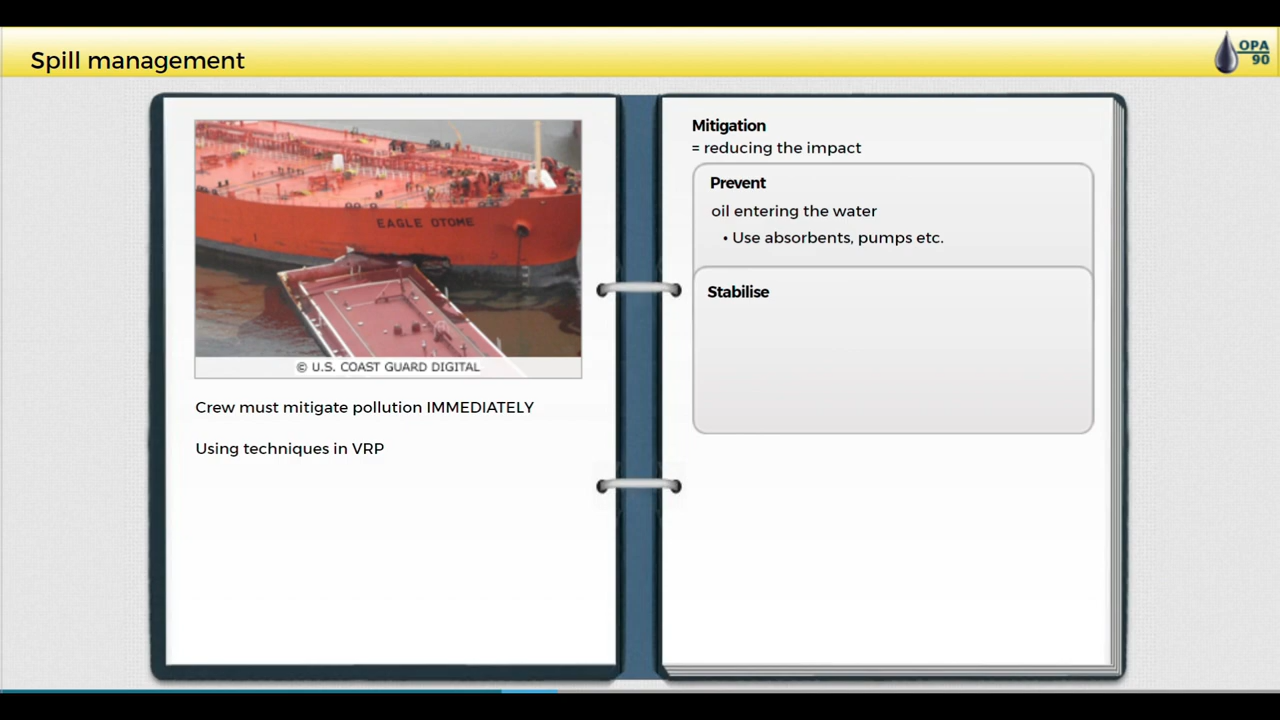 Spill management
OPA
90
EAGLE OTOME
© U.S. COAST GUARD DIGITAL
Crew must mitigate pollution IMMEDIATELY
Using techniques in VRP
Mitigation
= reducing the impact
Prevent
oil entering the water
• Use absorbents, pumps etc.
Stabilise